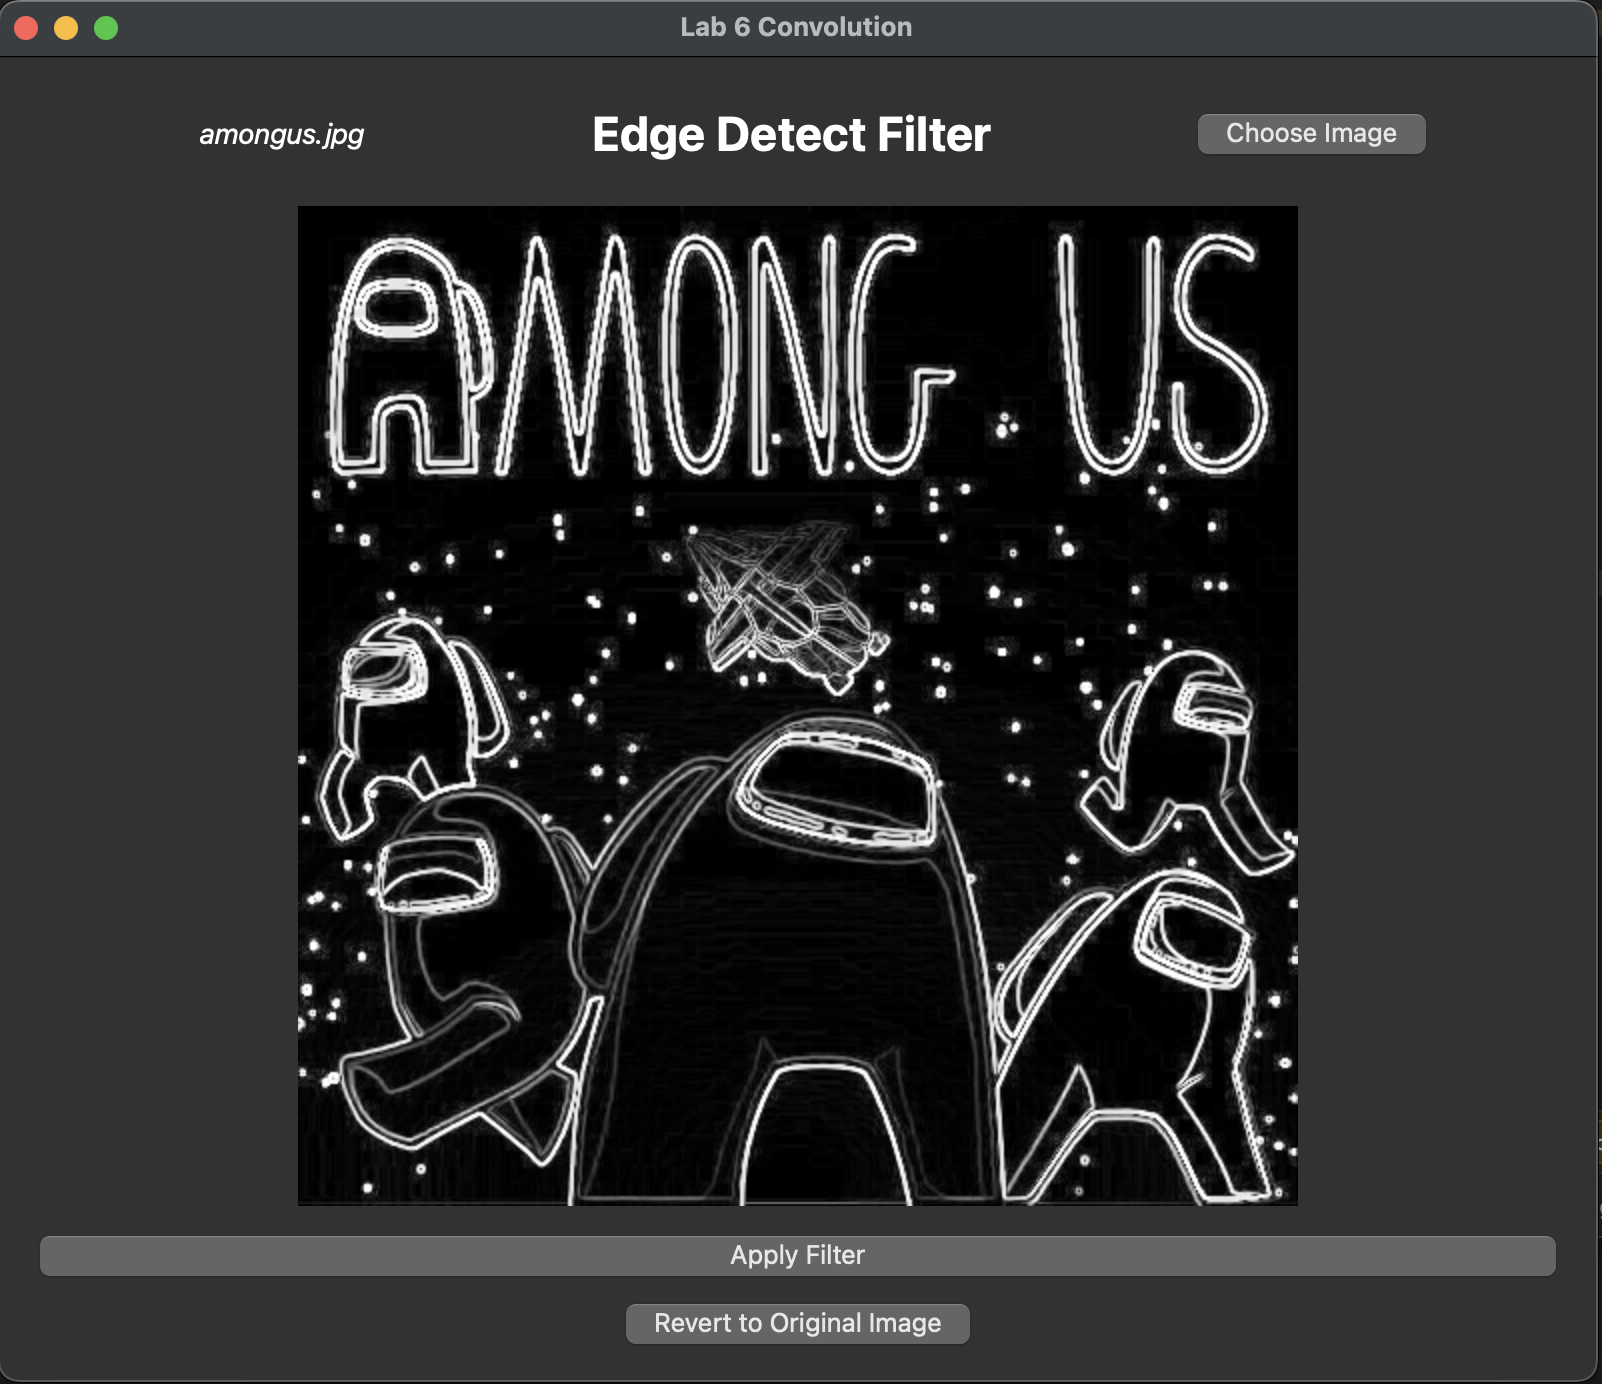 Lab 6 Convolution
amongus.jpg
Edge Detect Filter
Choose Image
AMONG US
Apply Filter
Revert to Original Image